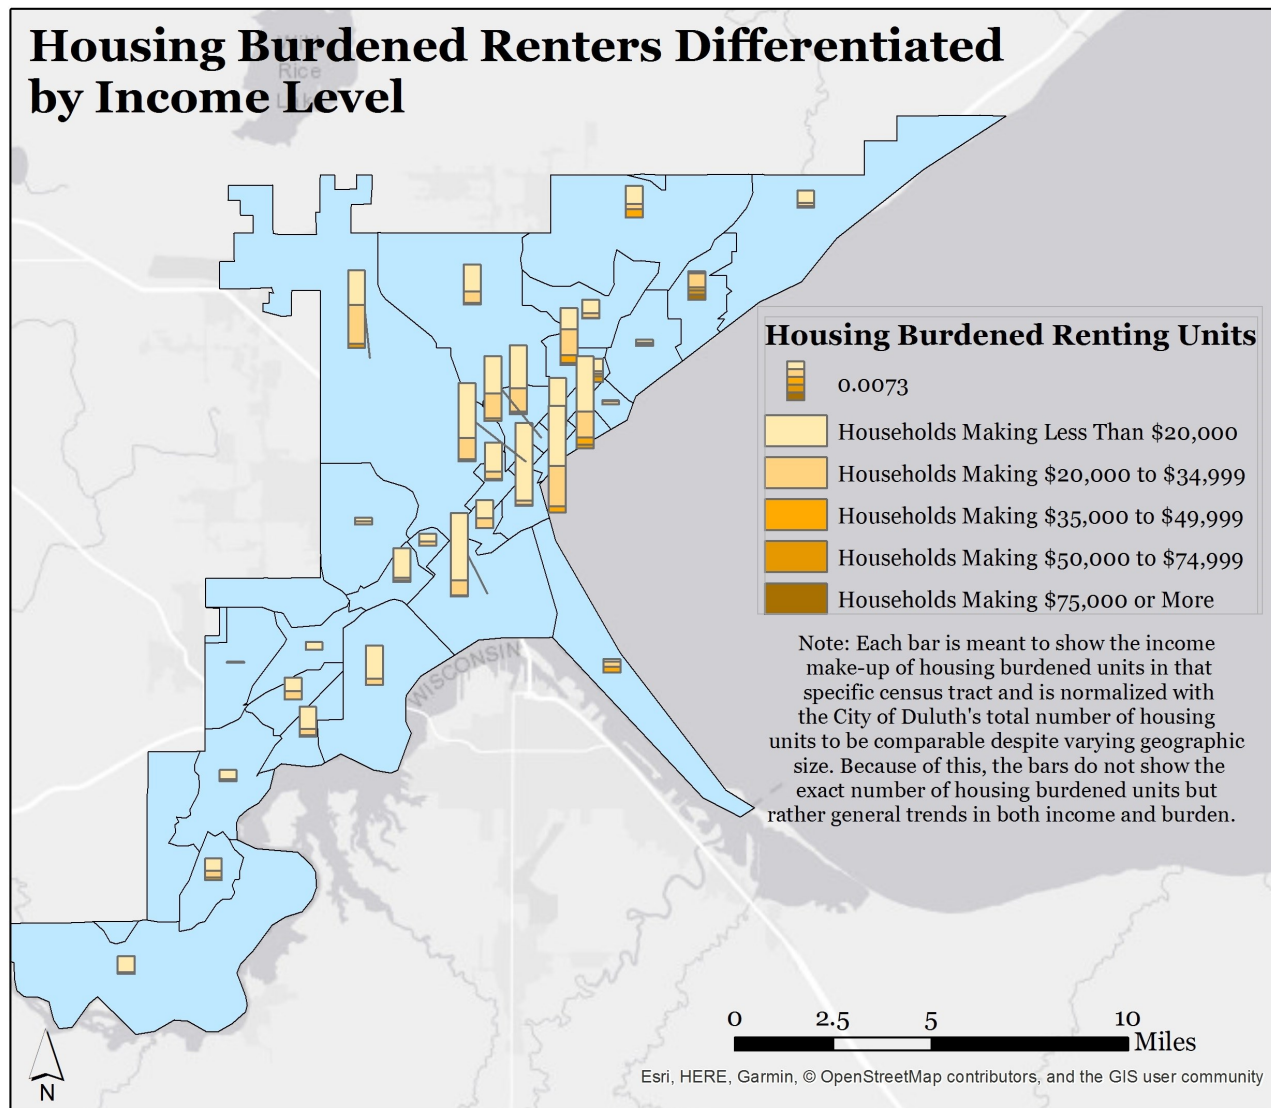 Housing Burdened Renters Differentiated
by Income Level
Wild
Rice
Lake
Housing Burdened Renting Units
0.0073
Households Making Less Than $20,000
Households Making $20,000 to $34,999
Households Making $35,000 to $49,999
Households Making $50,000 to $74,999
Households Making $75,000 or More
Note: Each bar is meant to show the income
make-up of housing burdened units in that
specific census tract and is normalized with
the City of Duluth's total number of housing
units to be comparable despite varying geographic
size. Because of this, the bars do not show the
exact number of housing burdened units but
rather general trends in both income and burden.
WISCONSIN
0 2.5 5 10
Miles
N
Esri, HERE, Garmin, © OpenStreetMap contributors, and the GIS user community